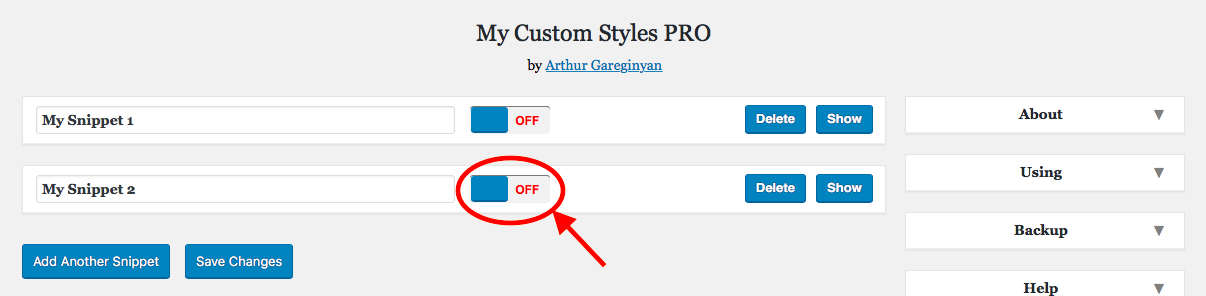 My Custom Styles PRO
by Arthur Gareginyan
My Snippet 1 OFF Delete Show
My Snippet 2 OFF Delete Show
Add Another Snippet Save Changes
About
Using
Backup
Help